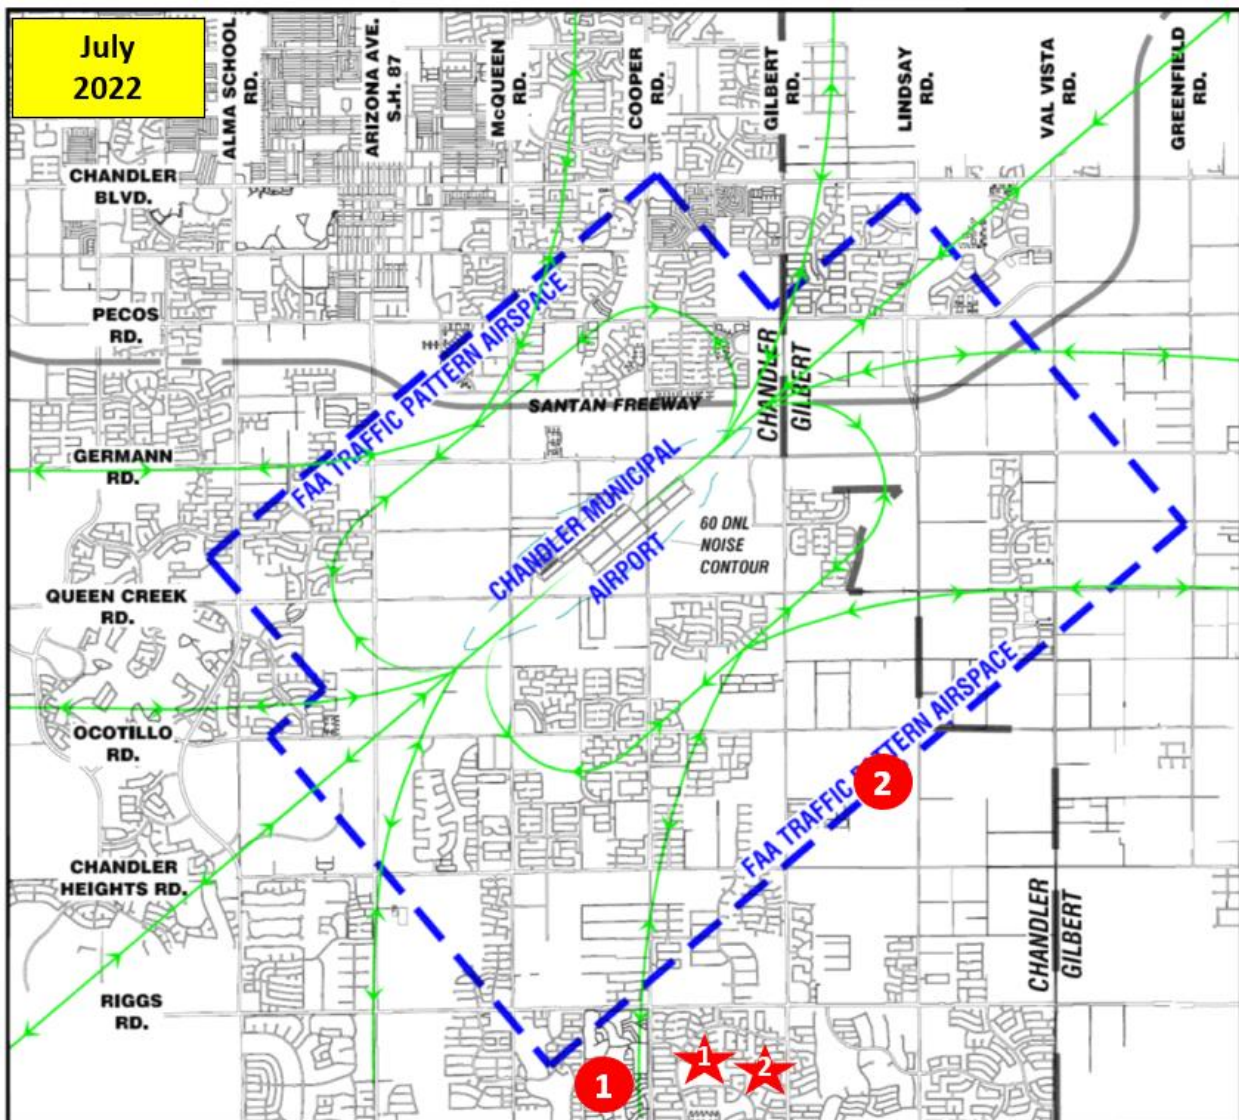 July
2022
ALMA SCHOOL
RD.
ARIZONA AVE.
S.H. 87
McQUEEN
RD.
COOPER
RD.
GILBERT
RD.
LINDSAY
RD.
VAL VISTA
RD.
GREENFIELD
RD.
CHANDLER
BLVD.
PECOS
RD.
FAA TRAFFIC PATTERN AIRSPACE
SANTAN FREEWAY
CHANDLER
GILBERT
GERMANN
RD.
CHANDLER MUNICIPAL
AIRPORT
60 DNL
NOISE
CONTOUR
QUEEN CREEK
RD.
OCOTILLO
RD.
FAA TRAFFIC PATTERN AIRSPACE
2
CHANDLER
HEIGHTS RD.
CHANDLER
GILBERT
RIGGS
RD.
1
1
2